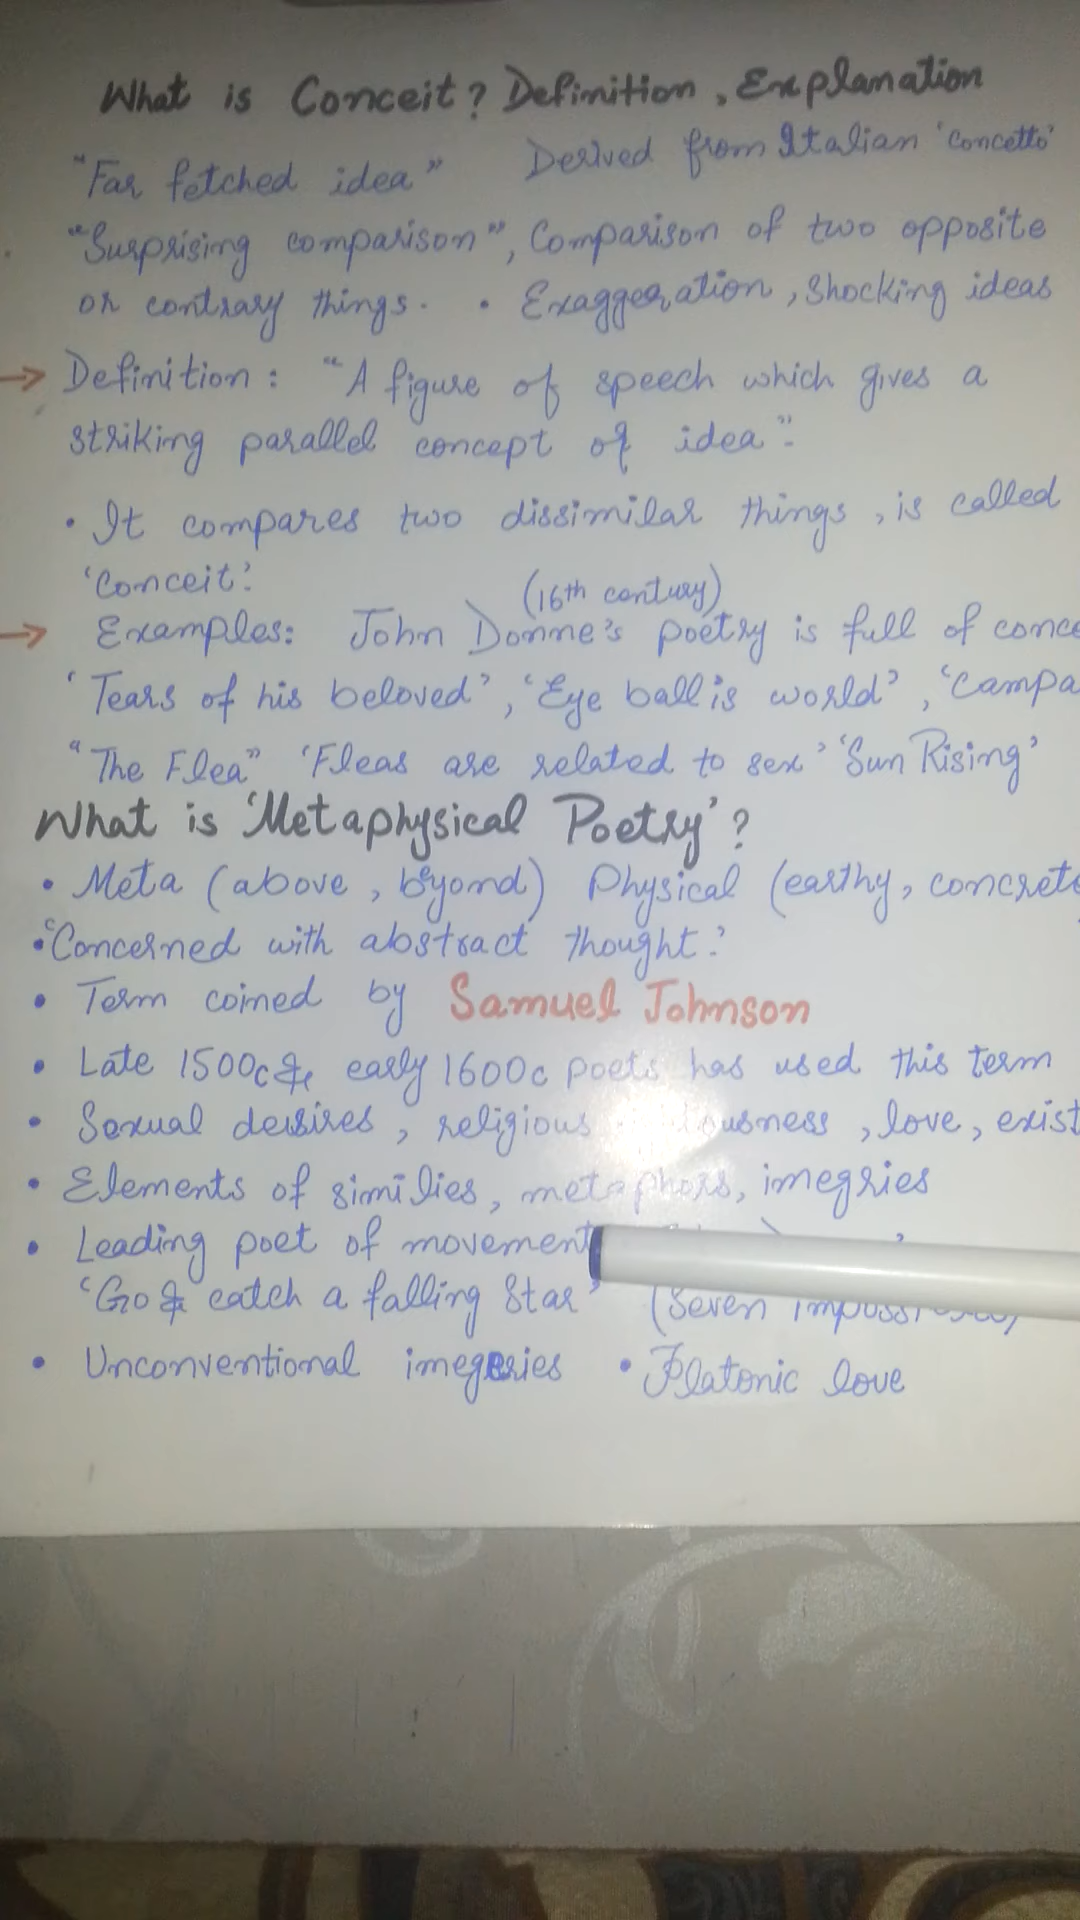 What is Conceit? Definition, Explanation
"Far fetched idea" Derived from Italian 'Concetto'
"Surprising comparison", Comparison of two opposite
or contrary things. • Exaggeration, Shocking ideas
→ Definition: "A figure of speech which gives a
striking parallel concept of idea".
• It compares two dissimilar things, is called
'Conceit'.
(16th century)
→ Examples: John Donne's poetry is full of conce
'Tears of his beloved', 'Eye ball is world', 'Campa
"The Flea" 'Fleas are related to sex' 'Sun Rising'
What is 'Metaphysical Poetry'?
• Meta (above, beyond) Physical (earthy, concrete
• 'Concerned with abstract thought.'
• Term coined by Samuel Johnson
• Late 1500c & early 1600c poets has used this term
• Sexual desires, religious ousness, love, exist
• Elements of similies, metaphors, imegries
• Leading poet of movement
'Go & catch a falling Star' (Seven
• Unconventional imegeries • Platonic love